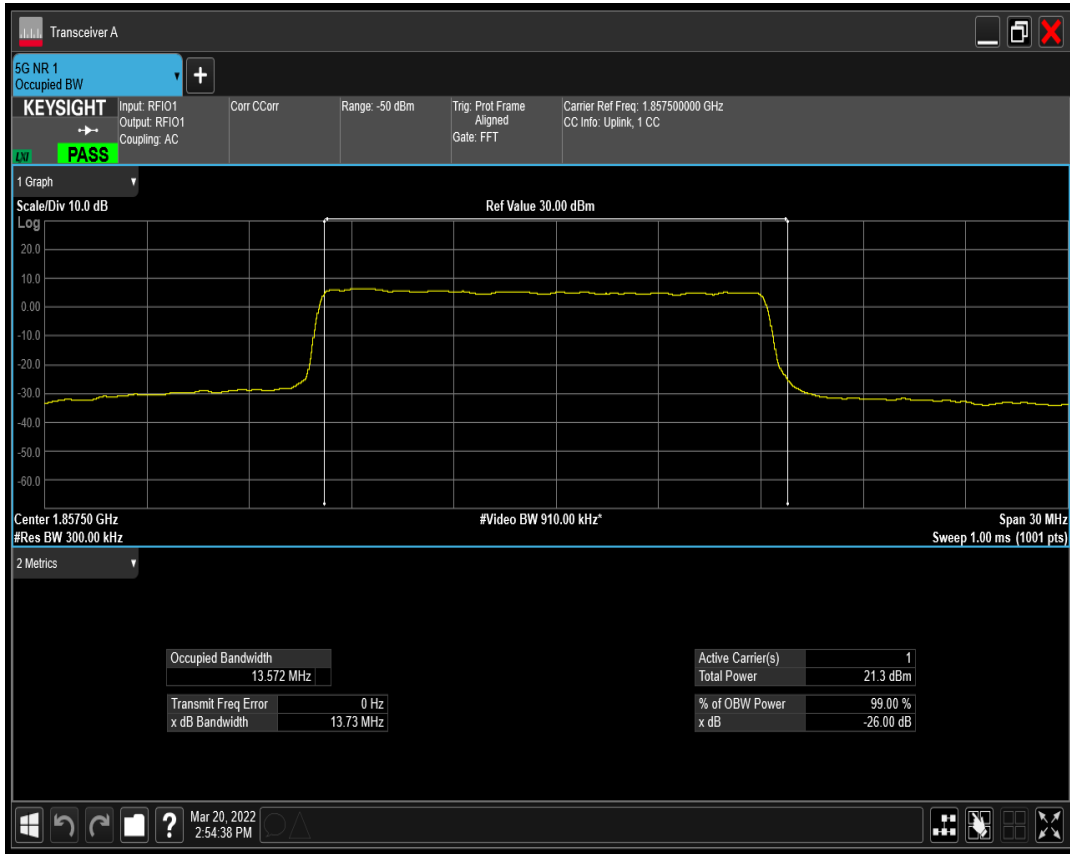 Transceiver A
5G NR 1
Occupied BW
+
KEYSIGHT
LXI
PASS
Input: RFIO1
Output: RFIO1
Coupling: AC
Corr CCorr
Range: -50 dBm
Trig: Prot Frame
Aligned
Gate: FFT
Carrier Ref Freq: 1.857500000 GHz
CC Info: Uplink, 1 CC
1 Graph
Scale/Div 10.0 dB
Ref Value 30.00 dBm
Log
20.0
10.0
0.00
-10.0
-20.0
-30.0
-40.0
-50.0
-60.0
Center 1.85750 GHz
#Video BW 910.00 kHz*
Span 30 MHz
#Res BW 300.00 kHz
Sweep 1.00 ms (1001 pts)
2 Metrics
Occupied Bandwidth
13.572 MHz
Transmit Freq Error 0 Hz
x dB Bandwidth 13.73 MHz
Active Carrier(s) 1
Total Power 21.3 dBm
% of OBW Power 99.00 %
x dB -26.00 dB
?
Mar 20, 2022
2:54:38 PM